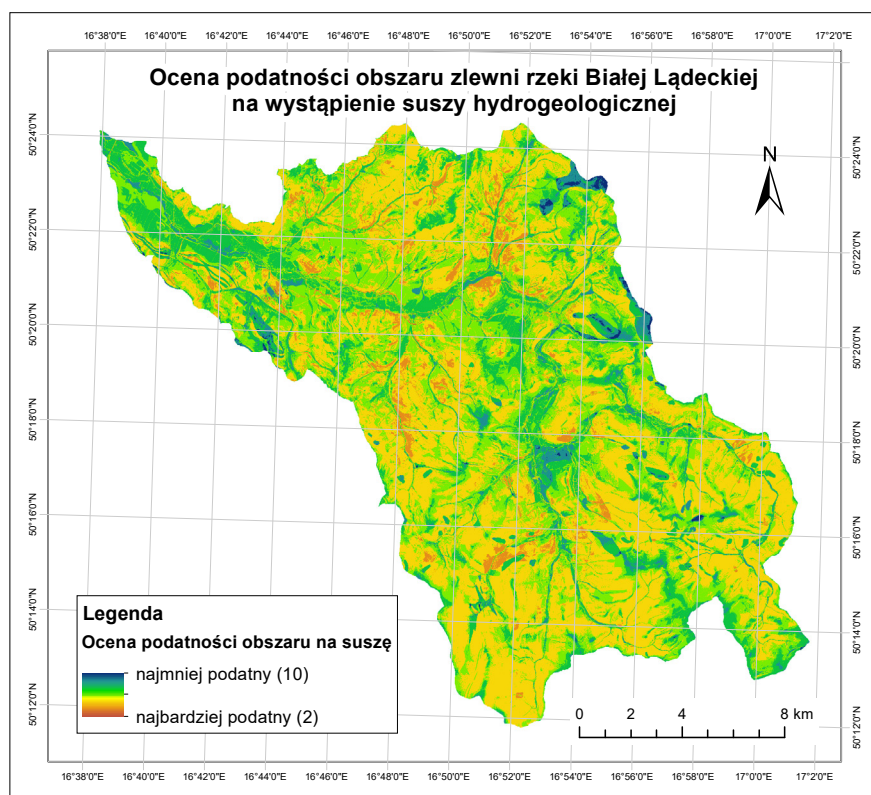 16°38'0"E 16°40'0"E 16°42'0"E 16°44'0"E 16°46'0"E 16°48'0"E 16°50'0"E 16°52'0"E 16°54'0"E 16°56'0"E 16°58'0"E 17°0'0"E 17°2'0"E
Ocena podatności obszaru zlewni rzeki Białej Lądeckiej
na wystąpienie suszy hydrogeologicznej
N
50°24'0"N
50°22'0"N
50°20'0"N
50°18'0"N
50°16'0"N
50°14'0"N
50°12'0"N
50°24'0"N
50°22'0"N
50°20'0"N
50°18'0"N
50°16'0"N
50°14'0"N
50°12'0"N
Legenda
Ocena podatności obszaru na suszę
najmniej podatny (10)
najbardziej podatny (2)
0 2 4 8 km
16°38'0"E 16°40'0"E 16°42'0"E 16°44'0"E 16°46'0"E 16°48'0"E 16°50'0"E 16°52'0"E 16°54'0"E 16°56'0"E 16°58'0"E 17°0'0"E 17°2'0"E